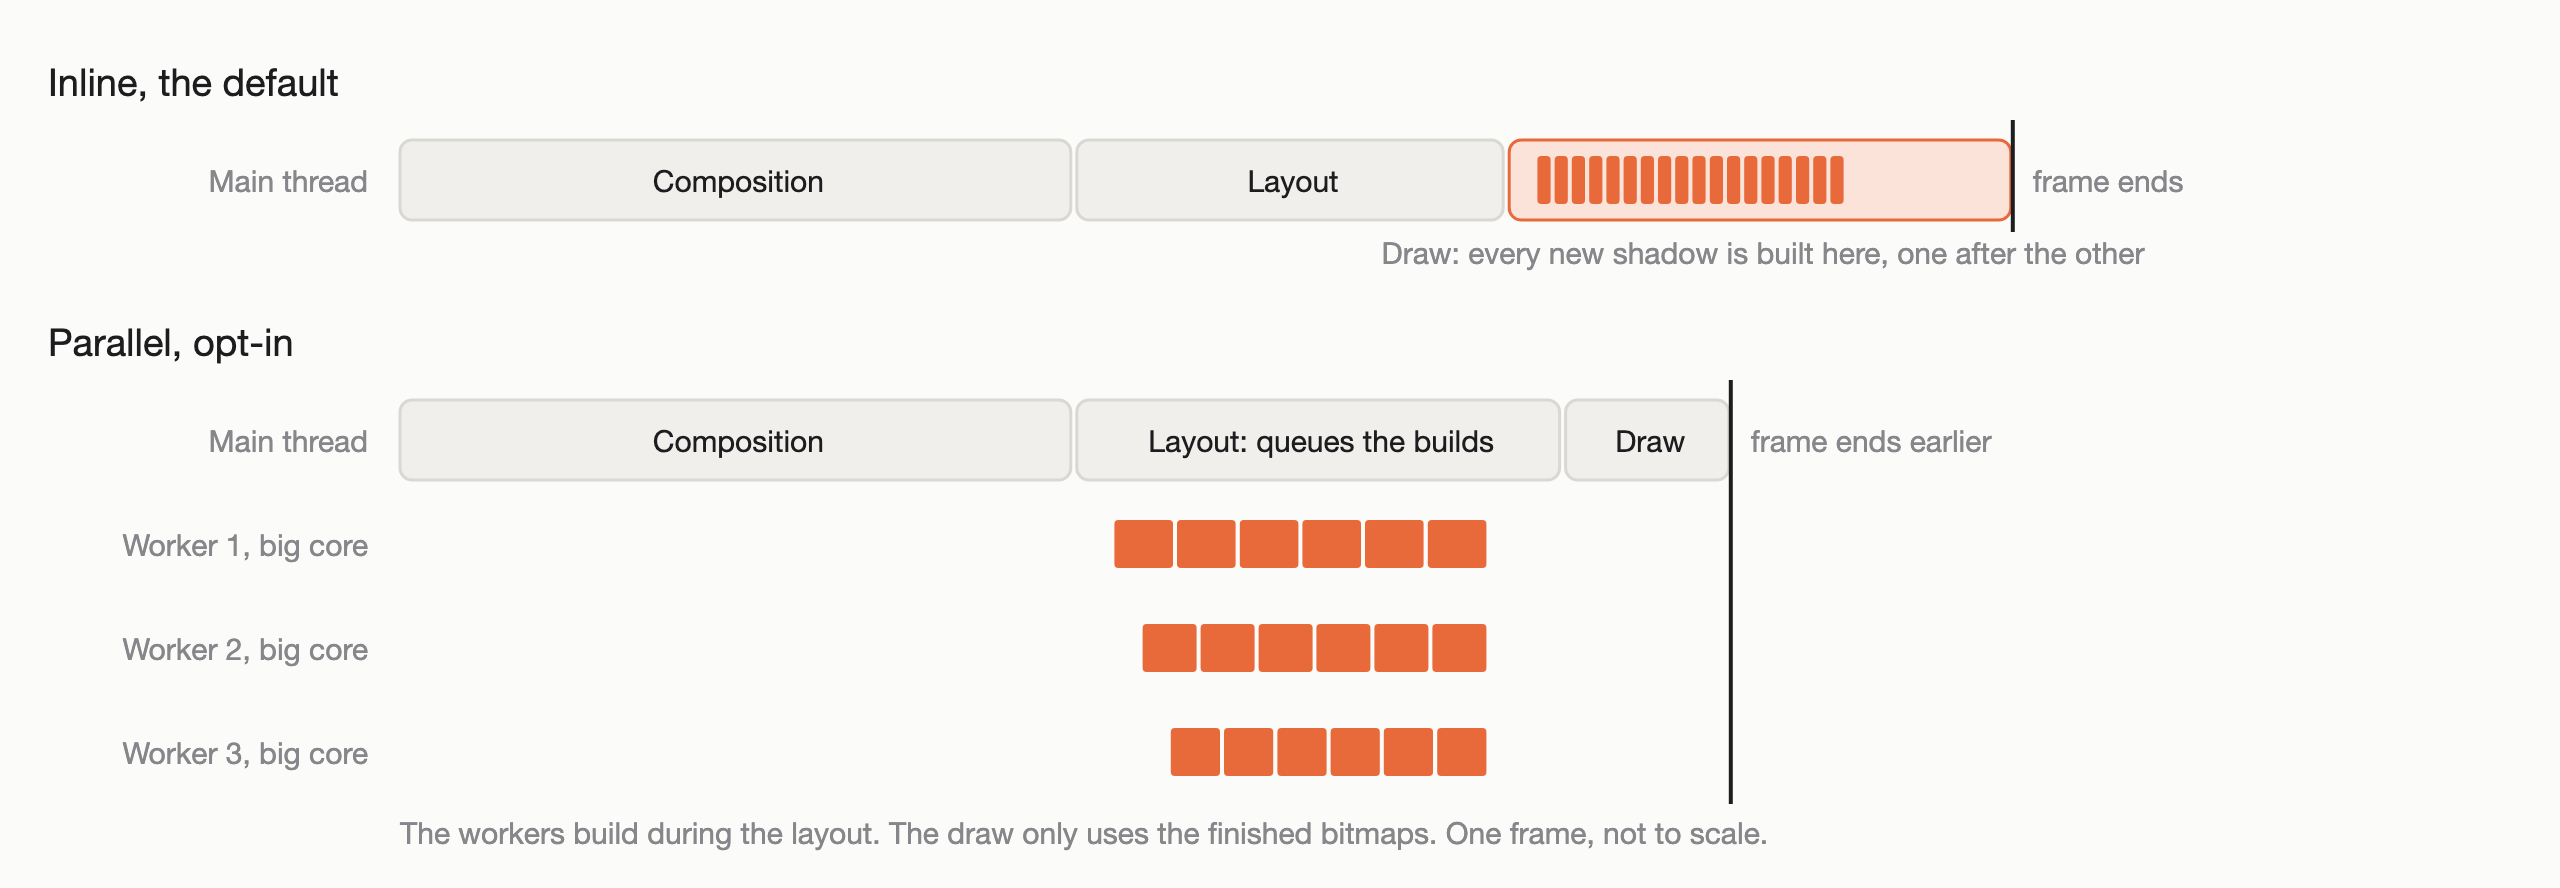 Inline, the default
Main thread
Composition
Layout
frame ends
Draw: every new shadow is built here, one after the other
Parallel, opt-in
Main thread
Composition
Layout: queues the builds
Draw
frame ends earlier
Worker 1, big core
Worker 2, big core
Worker 3, big core
The workers build during the layout. The draw only uses the finished bitmaps. One frame, not to scale.